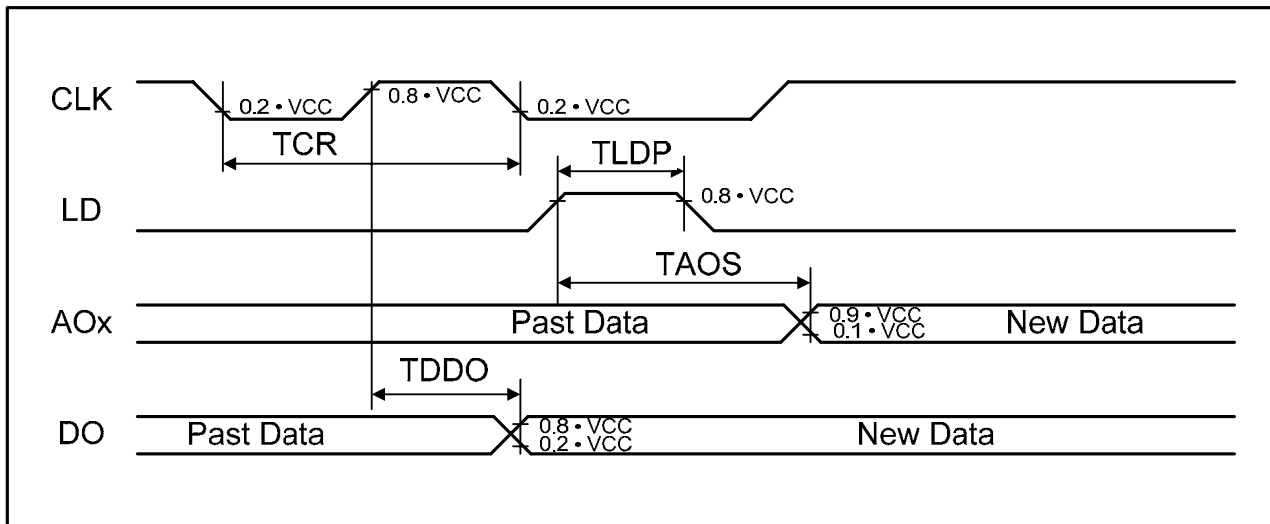 CLK
0.2・VCC
0.8・VCC
0.2・VCC
TCR
TLDP
LD
0.8・VCC
TAOS
AOx
Past Data
0.9・VCC
0.1・VCC
New Data
TDDO
DO
Past Data
0.8・VCC
0.2・VCC
New Data